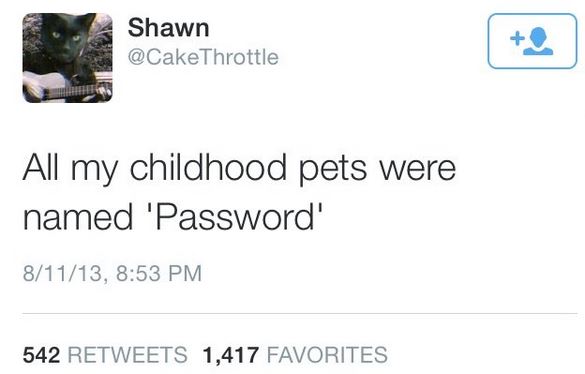 Shawn
@CakeThrottle
All my childhood pets were
named 'Password'
8/11/13, 8:53 PM
542 RETWEETS 1,417 FAVORITES